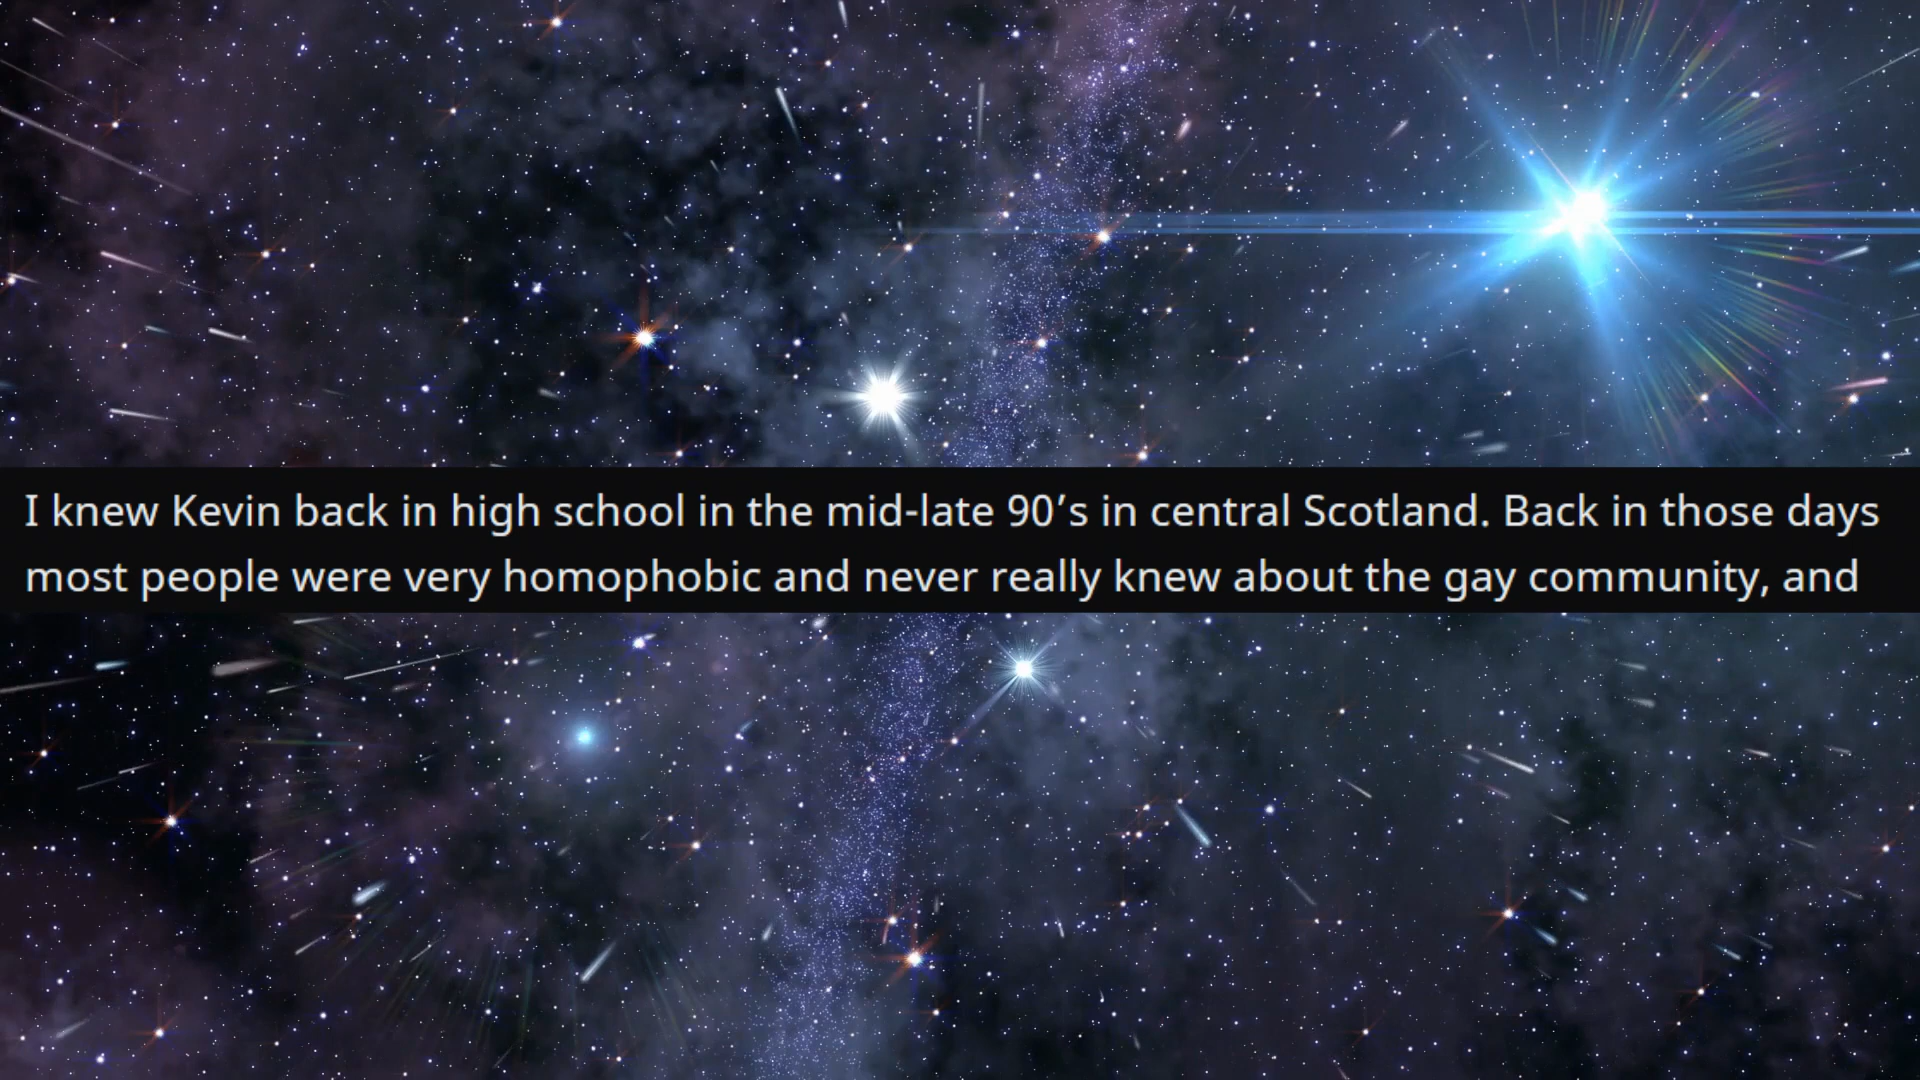 I knew Kevin back in high school in the mid-late 90’s in central Scotland. Back in those days
most people were very homophobic and never really knew about the gay community, and